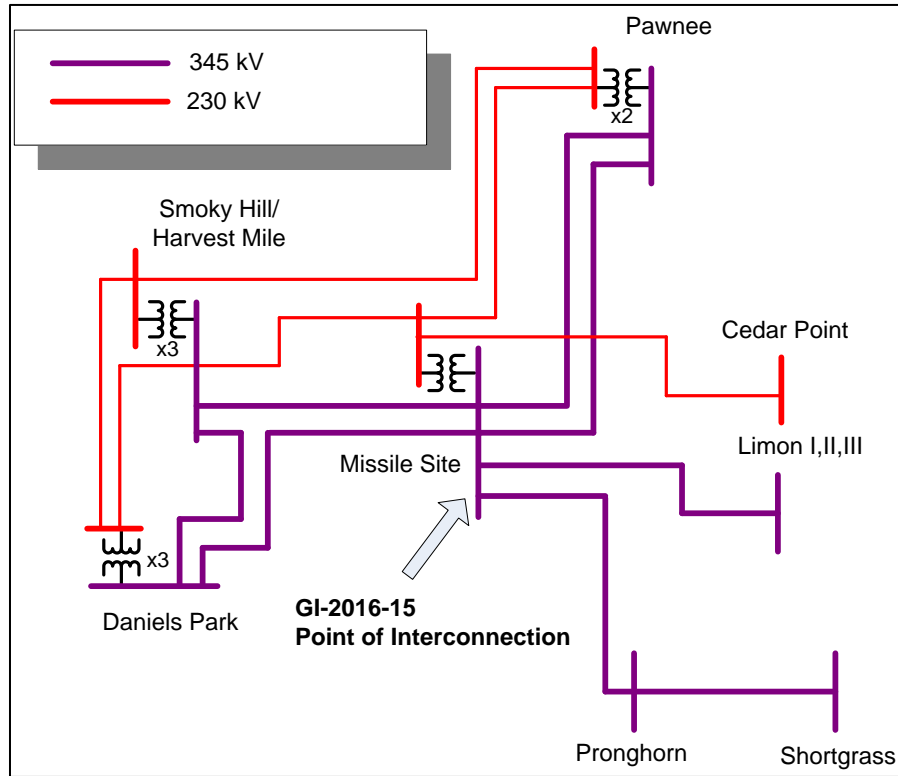 Pawnee
345 kV
230 kV
x2
Smoky Hill/
Harvest Mile
x3
Cedar Point
Limon I,II,III
Missile Site
x3
Daniels Park
GI-2016-15
Point of Interconnection
Pronghorn
Shortgrass